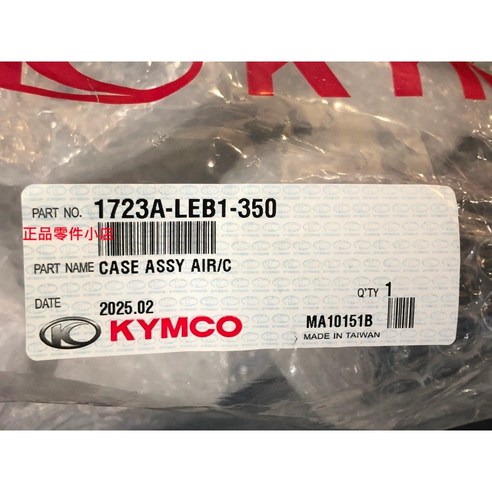 KYM
PART NO. 1723A-LEB1-350
正品零件小店
PART NAME CASE ASSY AIR/C
DATE 2025.02
Q'TY 1
KYMCO
MA10151B
MADE IN TAIWAN